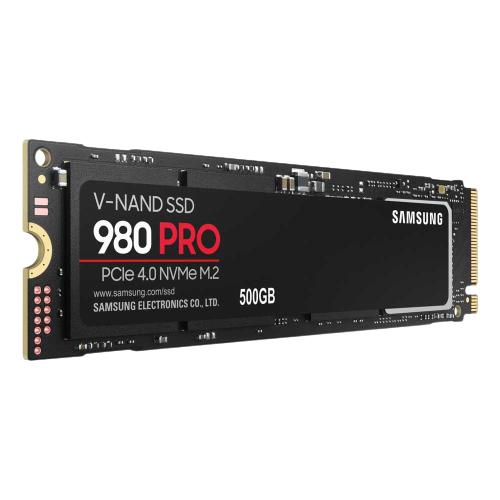 V-NAND SSD
980 PRO
PCIe 4.0 NVMe M.2
www.samsung.com/ssd
SAMSUNG ELECTRONICS CO., LTD.
500GB
SAMSUNG